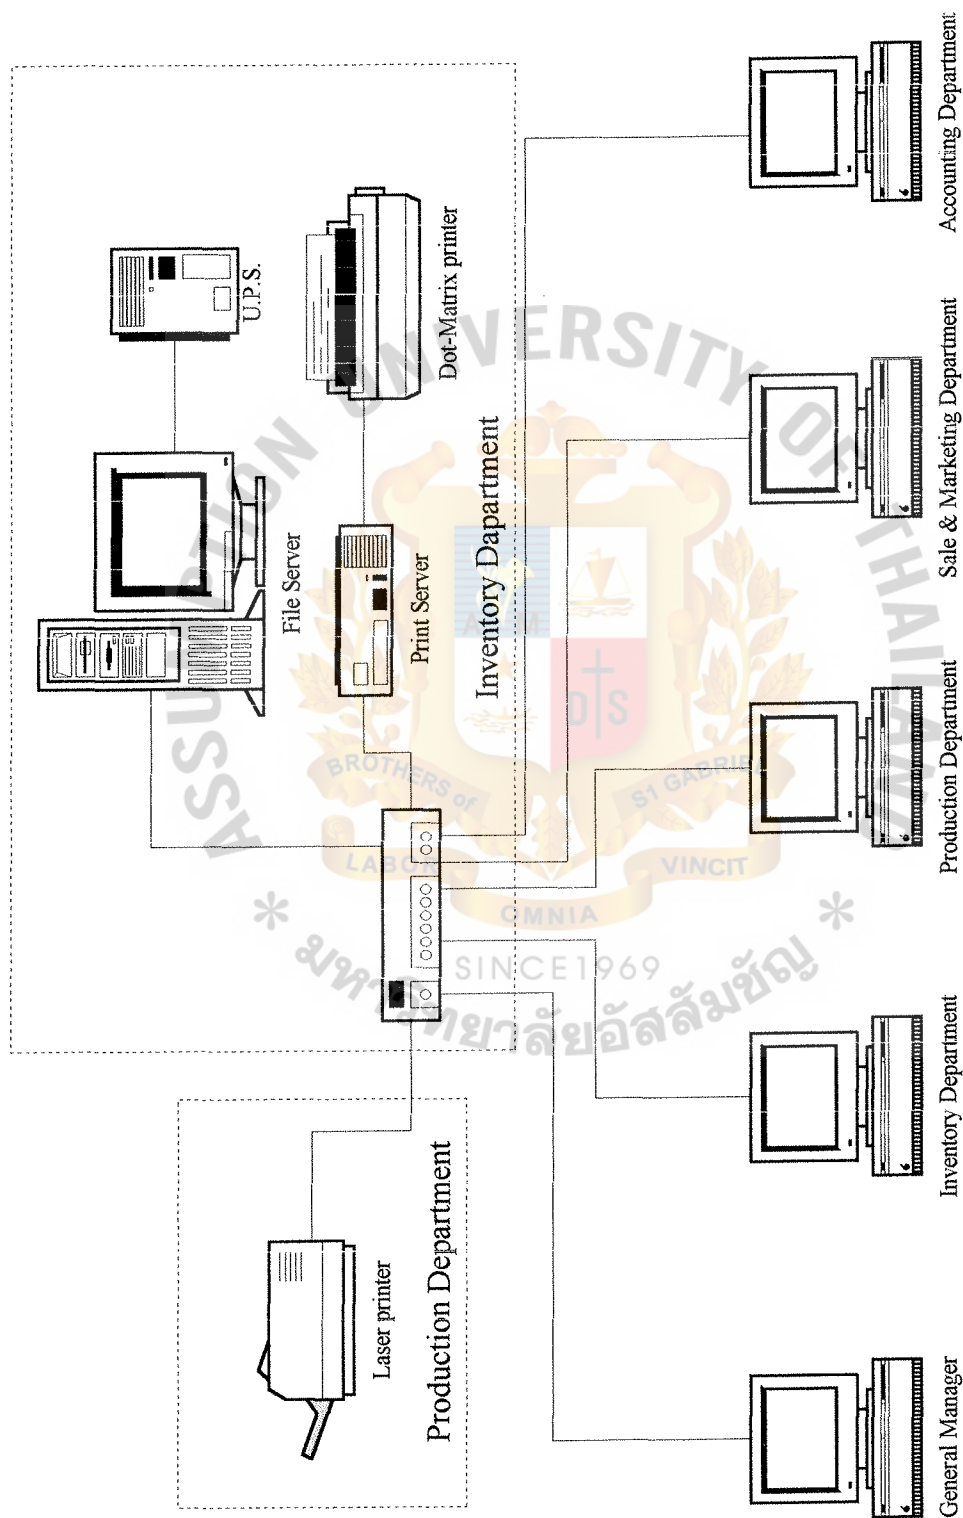 U.P.S.
File Server
Dot-Matrix printer
Print Server
Inventory Dapartment
Laser printer
Production Department
General Manager
Inventory Department
Production Department
Sale & Marketing Department
Accounting Department
ASSUMPTION UNIVERSITY OF THAILAND
A M
D S
BROTHERS of
S1 GABRIEL
LABOR
OMNIA
VINCIT
SINCE1969
* มหาวิทยาลัยอัสสัมชัญ *